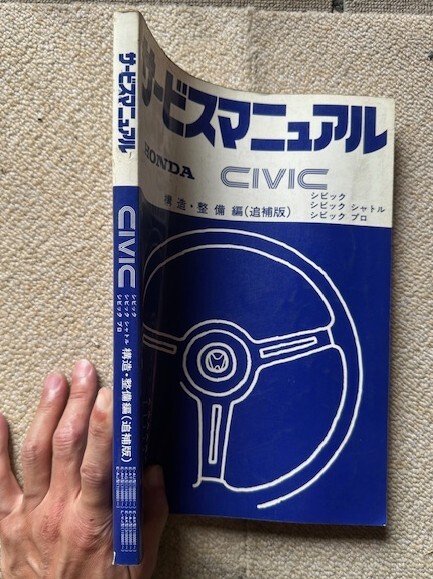 サービスマニュアル
HONDA
CIVIC
シビック
シビック シャトル
シビック プロ
構造・整備編(追補版)
サービスマニュアル
CIVIC
シビック
シビック シャトル
シビック プロ
構造・整備編(追補版)